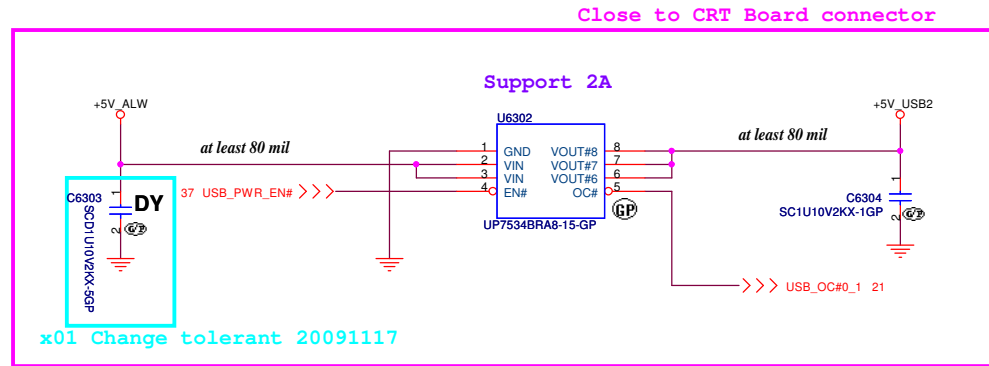 Close to CRT Board connector
Support 2A
+5V_ALW
U6302
+5V_USB2
at least 80 mil
at least 80 mil
1 GND VOUT#8 8
2 VIN VOUT#7 7
3 VIN VOUT#6 6
4 EN# OC# 5
37 USB_PWR_EN#
UP7534BRA8-15-GP
GP
C6303
1
2
DY
GP
SCD1U10V2KX-5GP
C6304
SC1U10V2KX-1GP
1
2
GP
USB_OC#0_1 21
x01 Change tolerant 20091117